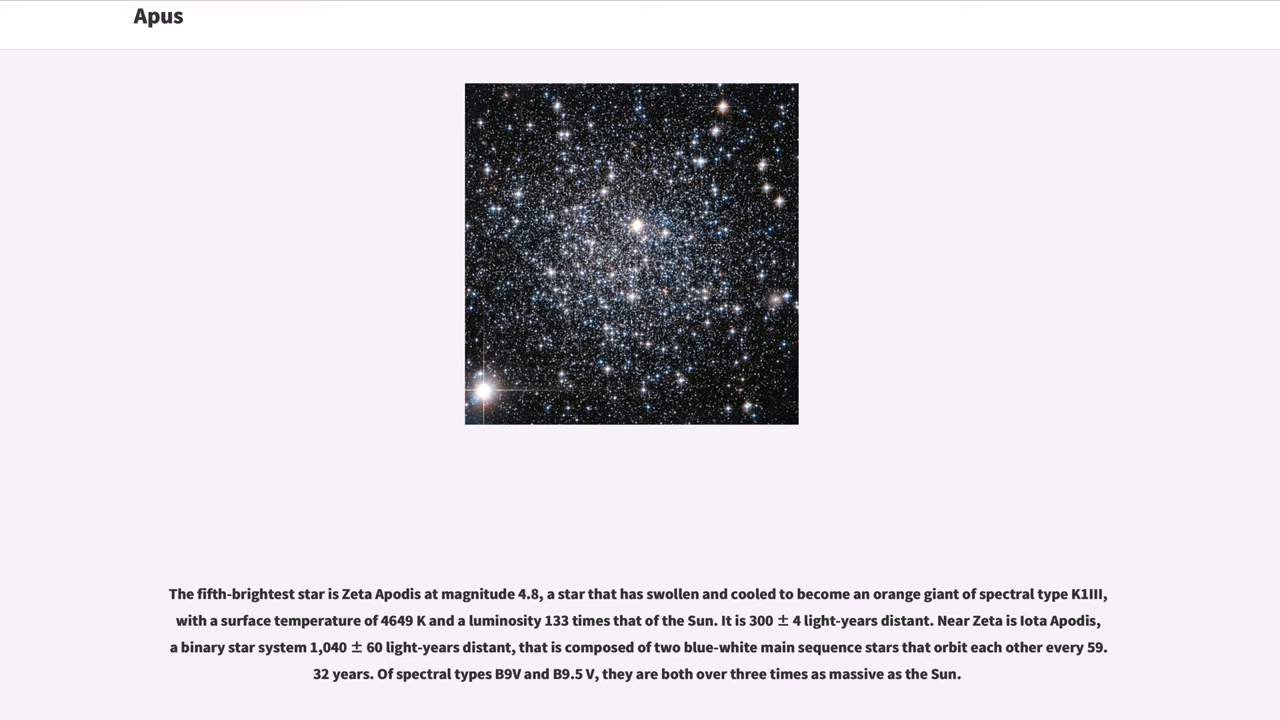 Apus
The fifth-brightest star is Zeta Apodis at magnitude 4.8, a star that has swollen and cooled to become an orange giant of spectral type K1III,
with a surface temperature of 4649 K and a luminosity 133 times that of the Sun. It is 300 ± 4 light-years distant. Near Zeta is Iota Apodis,
a binary star system 1,040 ± 60 light-years distant, that is composed of two blue-white main sequence stars that orbit each other every 59.
32 years. Of spectral types B9V and B9.5 V, they are both over three times as massive as the Sun.